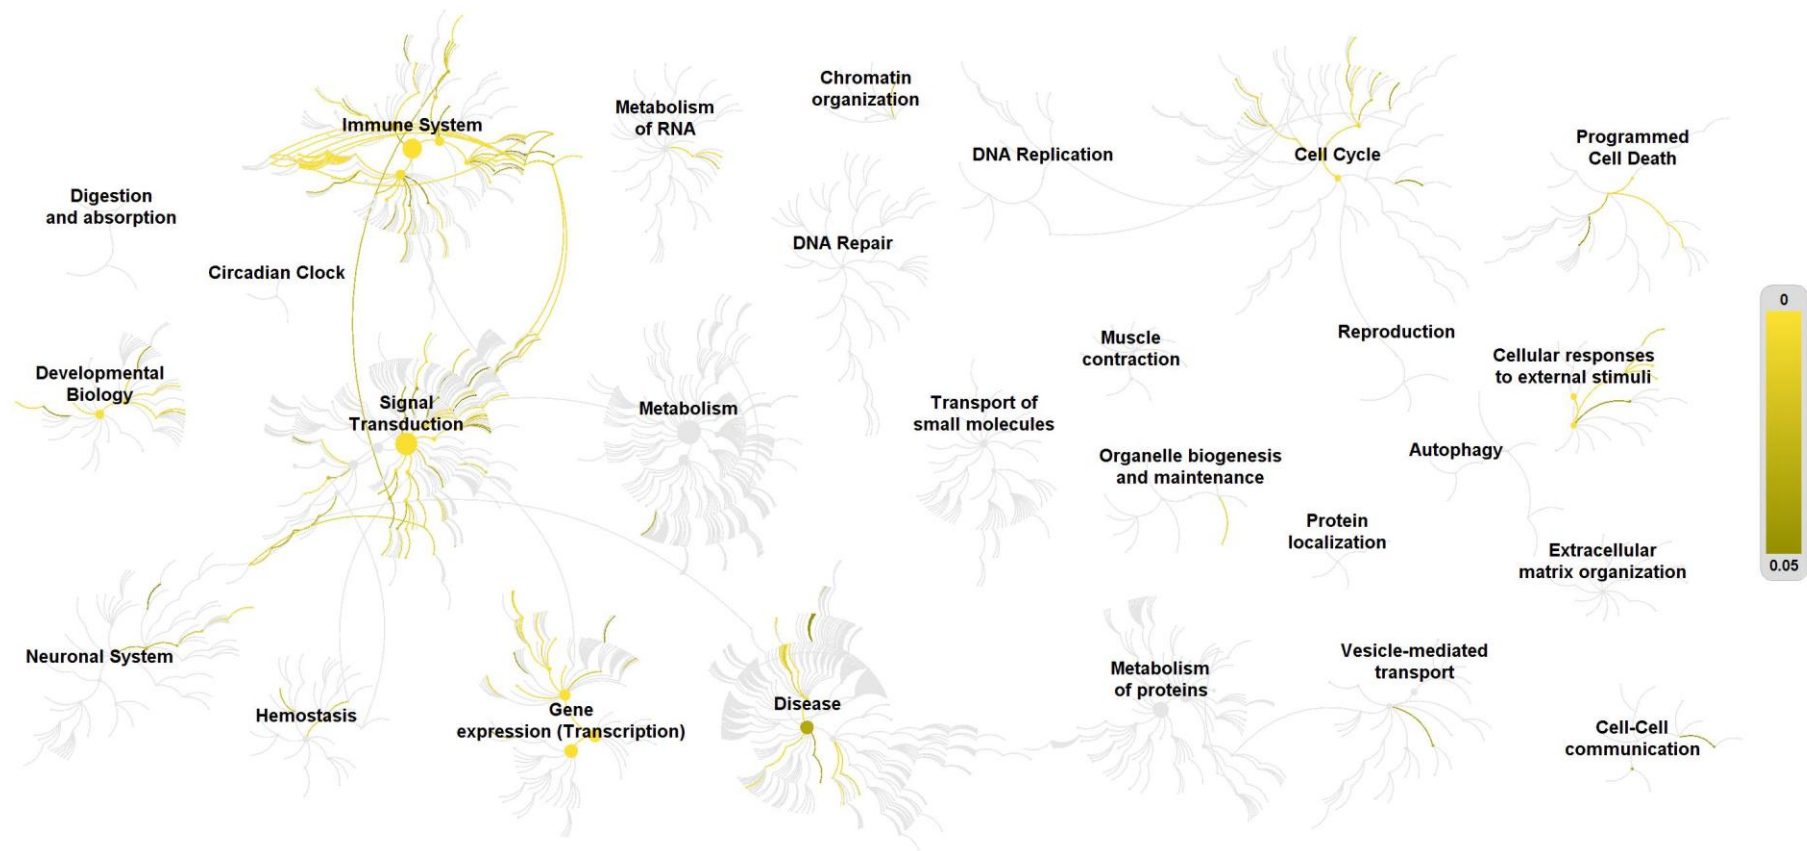 Immune System
Metabolism
of RNA
Chromatin
organization
DNA Replication
Cell Cycle
Programmed
Cell Death
Digestion
and absorption
Circadian Clock
DNA Repair
0
Developmental
Biology
Signal
Transduction
Metabolism
Transport of
small molecules
Muscle
contraction
Reproduction
Cellular responses
to external stimuli
Organelle biogenesis
and maintenance
Autophagy
Protein
localization
Extracellular
matrix organization
0.05
Neuronal System
Hemostasis
Gene
expression (Transcription)
Disease
Metabolism
of proteins
Vesicle-mediated
transport
Cell-Cell
communication